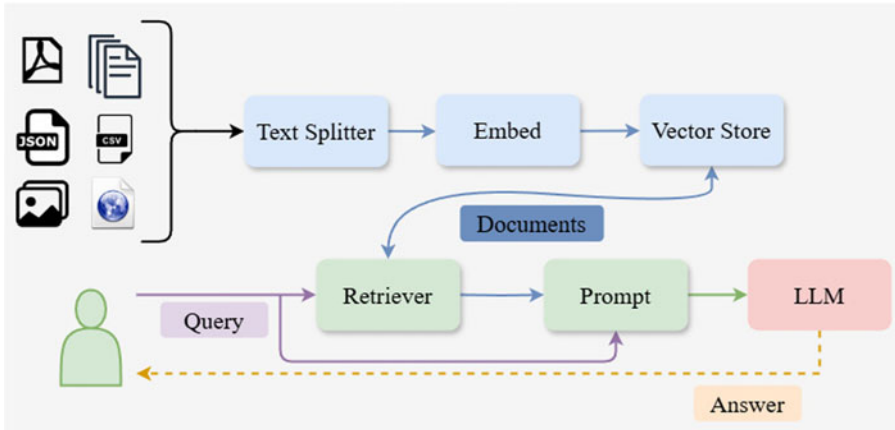 JSON
CSV
Text Splitter
Embed
Vector Store
Documents
Retriever
Prompt
LLM
Query
Answer